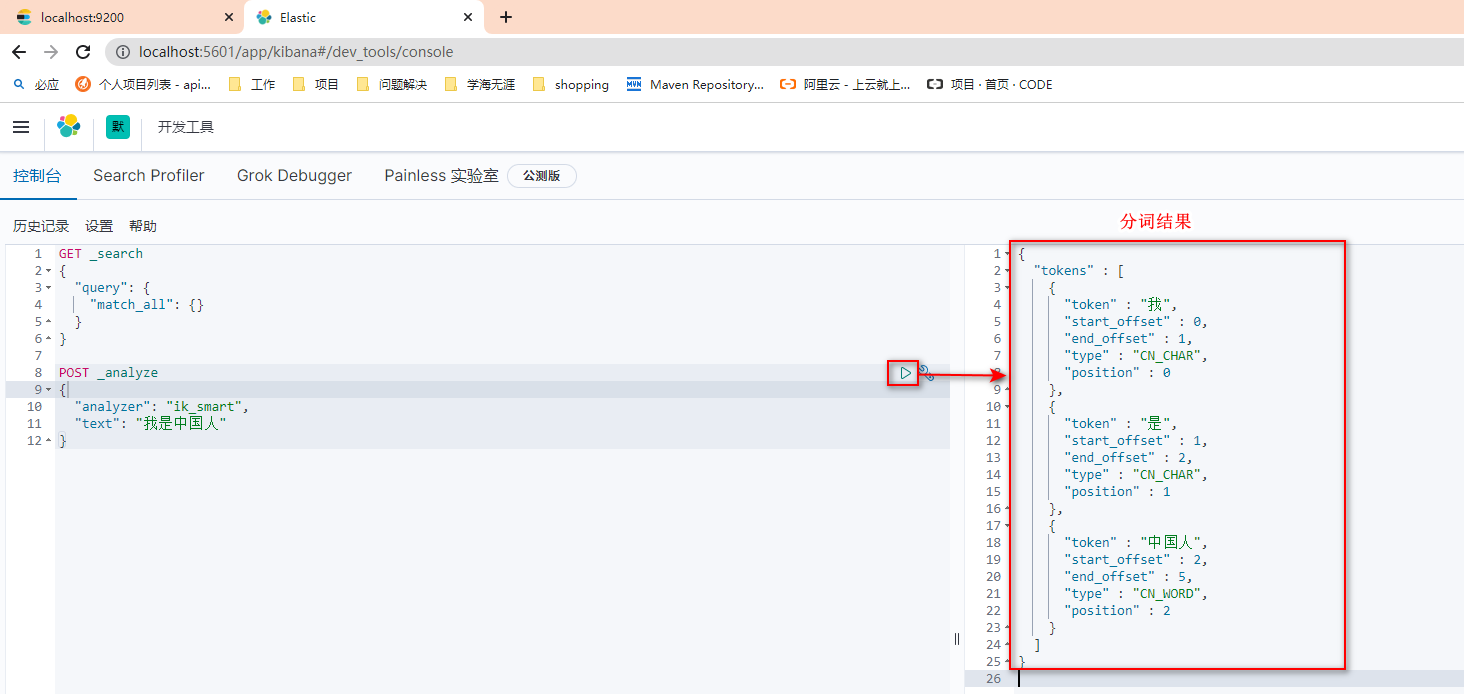 localhost:9200
Elastic
localhost:5601/app/kibana#/dev_tools/console
必应 个人项目列表 - api... 工作 项目 问题解决 学海无涯 shopping MVN Maven Repository... 阿里云 - 上云就上... 项目 · 首页 · CODE
默 开发工具
控制台 Search Profiler Grok Debugger Painless 实验室 公测版
历史记录 设置 帮助
1 GET _search
2 {
3 "query": {
4 "match_all": {}
5 }
6 }
7
8 POST _analyze
9 {
10 "analyzer": "ik_smart",
11 "text": "我是中国人"
12 }
分词结果
1 {
2 "tokens" : [
3 {
4 "token" : "我",
5 "start_offset" : 0,
6 "end_offset" : 1,
7 "type" : "CN_CHAR",
8 "position" : 0
9 },
10 {
11 "token" : "是",
12 "start_offset" : 1,
13 "end_offset" : 2,
14 "type" : "CN_CHAR",
15 "position" : 1
16 },
17 {
18 "token" : "中国人",
19 "start_offset" : 2,
20 "end_offset" : 5,
21 "type" : "CN_WORD",
22 "position" : 2
23 }
24 ]
25 }
26